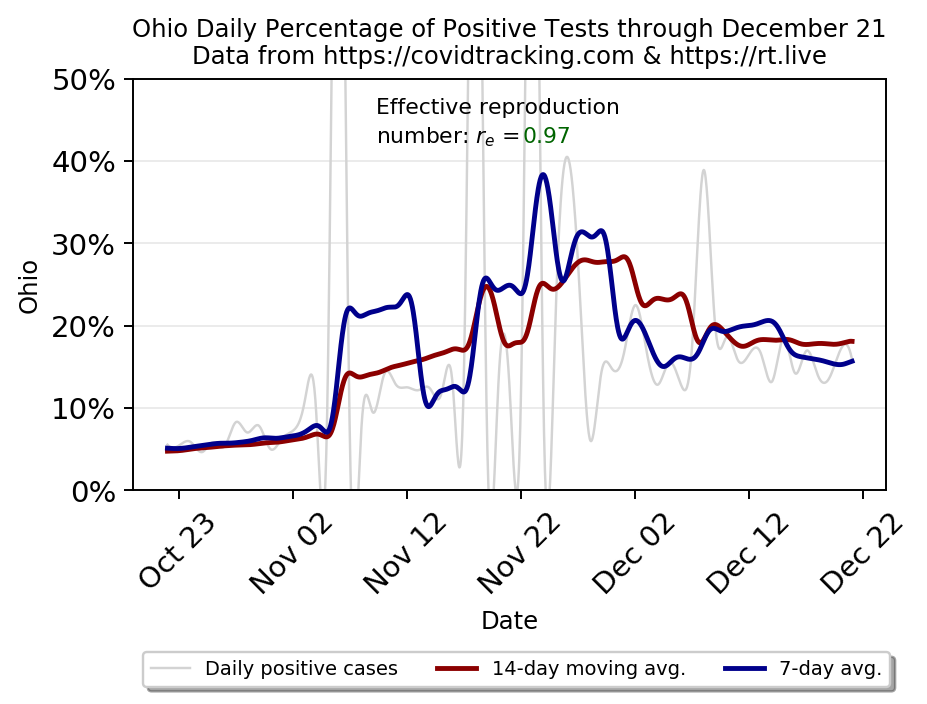 Ohio Daily Percentage of Positive Tests through December 21
Data from https://covidtracking.com & https://rt.live
50%
Effective reproduction
number: rₑ =0.97
40%
30%
Ohio
20%
10%
0%
Oct 23
Nov 02
Nov 12
Nov 22
Dec 02
Dec 12
Dec 22
Date
Daily positive cases
14-day moving avg.
7-day avg.